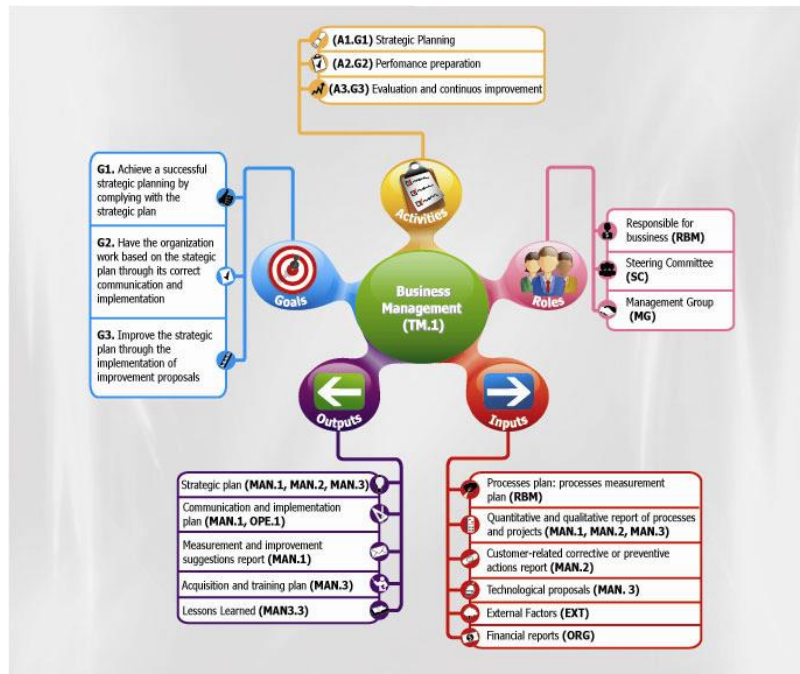 (A1.G1) Strategic Planning
(A2.G2) Perfomance preparation
(A3.G3) Evaluation and continuos improvement
Activities
G1. Achieve a successful
strategic planning by
complying with the
strategic plan
G2. Have the organization
work based on the stategic
plan through its correct
communication and
implementation
G3. Improve the strategic
plan through the
implementation of
improvement proposals
Goals
Business
Management
(TM.1)
Roles
Responsible for
bussiness (RBM)
Steering Committee
(SC)
Management Group
(MG)
Outputs
Strategic plan (MAN.1, MAN.2, MAN.3)
Communication and implementation
plan (MAN.1, OPE.1)
Measurement and improvement
suggestions report (MAN.1)
Acquisition and training plan (MAN.3)
Lessons Learned (MAN3.3)
Inputs
Processes plan: processes measurement
plan (RBM)
Quantitative and qualitative report of processes
and projects (MAN.1, MAN.2, MAN.3)
Customer-related corrective or preventive
actions report (MAN.2)
Technological proposals (MAN. 3)
External Factors (EXT)
Financial reports (ORG)